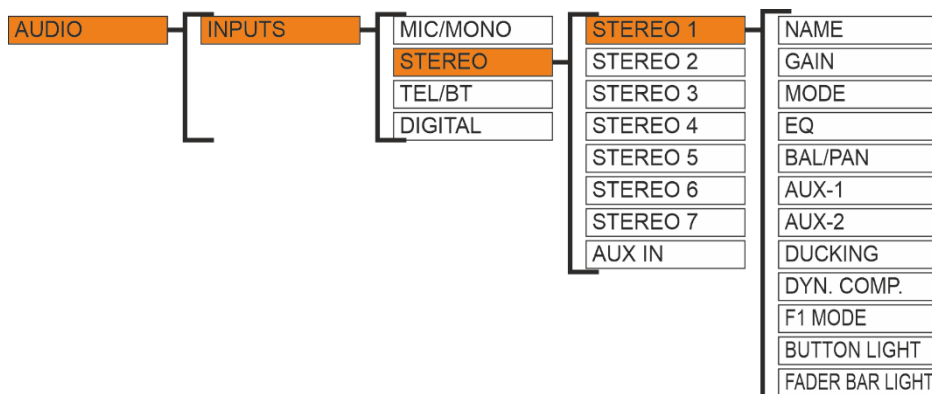 AUDIO
INPUTS
MIC/MONO
STEREO
TEL/BT
DIGITAL
STEREO 1
STEREO 2
STEREO 3
STEREO 4
STEREO 5
STEREO 6
STEREO 7
AUX IN
NAME
GAIN
MODE
EQ
BAL/PAN
AUX-1
AUX-2
DUCKING
DYN. COMP.
F1 MODE
BUTTON LIGHT
FADER BAR LIGHT